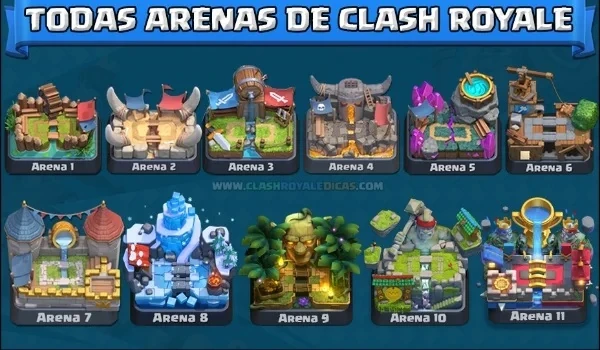 TODAS ARENAS DE CLASH ROYALE
ARENA 1 ARENA 2 ARENA 3 ARENA 4 ARENA 5 ARENA 6
WWW.CLASHROYALEDICAS.COM
ARENA 7 ARENA 8 ARENA 9 ARENA 10 ARENA 11